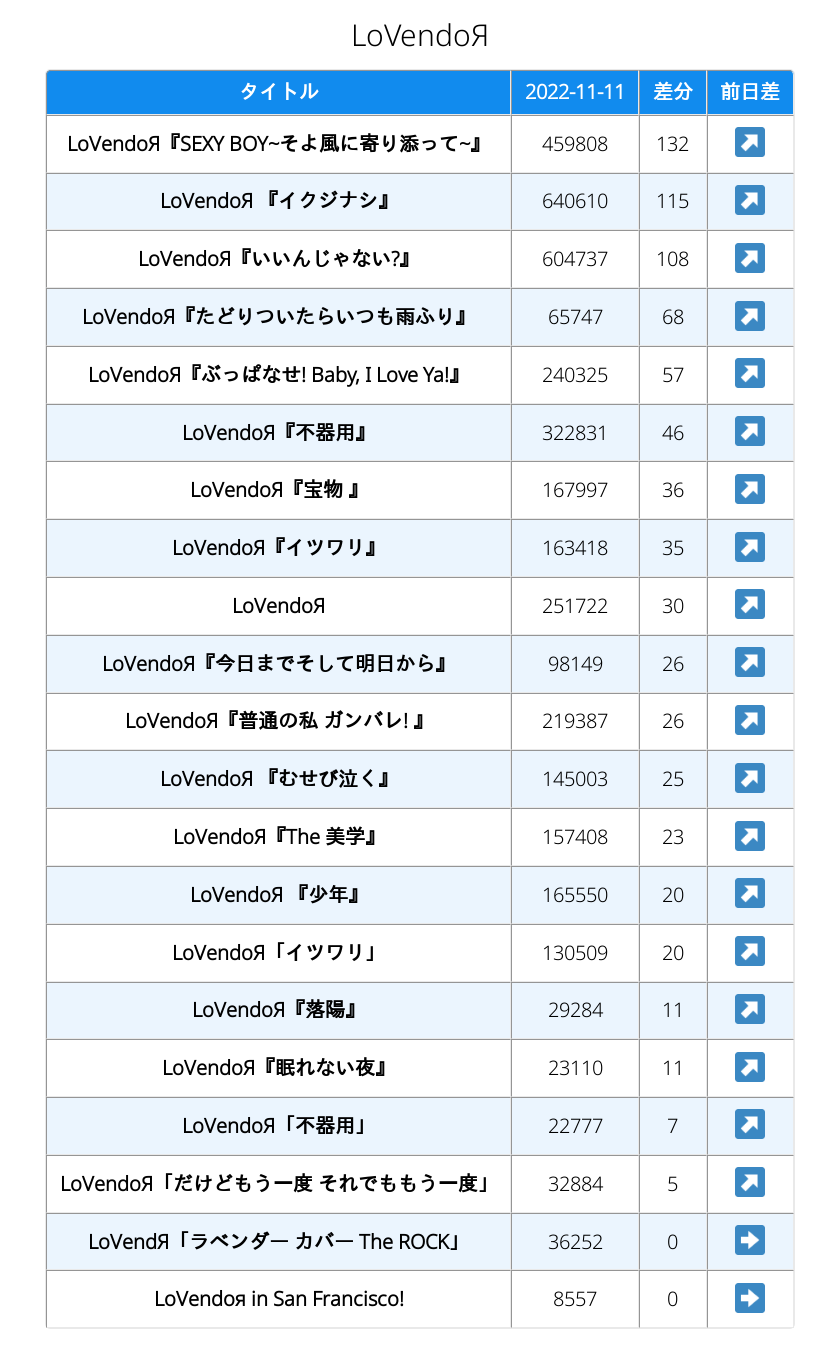 LoVendoЯ
タイトル 2022-11-11 差分 前日差
LoVendoЯ『SEXY BOY~そよ風に寄り添って~』 459808 132
LoVendoЯ 『イクジナシ』 640610 115
LoVendoЯ『いいんじゃない?』 604737 108
LoVendoЯ『たどりついたらいつも雨ふり』 65747 68
LoVendoЯ『ぶっぱなせ! Baby, I Love Ya!』 240325 57
LoVendoЯ『不器用』 322831 46
LoVendoЯ『宝物 』 167997 36
LoVendoЯ『イツワリ』 163418 35
LoVendoЯ 251722 30
LoVendoЯ『今日までそして明日から』 98149 26
LoVendoЯ『普通の私 ガンバレ! 』 219387 26
LoVendoЯ 『むせび泣く』 145003 25
LoVendoЯ『The 美学』 157408 23
LoVendoЯ 『少年』 165550 20
LoVendoЯ「イツワリ」 130509 20
LoVendoЯ『落陽』 29284 11
LoVendoЯ『眠れない夜』 23110 11
LoVendoЯ「不器用」 22777 7
LoVendoЯ「だけどもう一度 それでももう一度」 32884 5
LoVendЯ「ラベンダー カバー The ROCK」 36252 0
LoVendoя in San Francisco! 8557 0